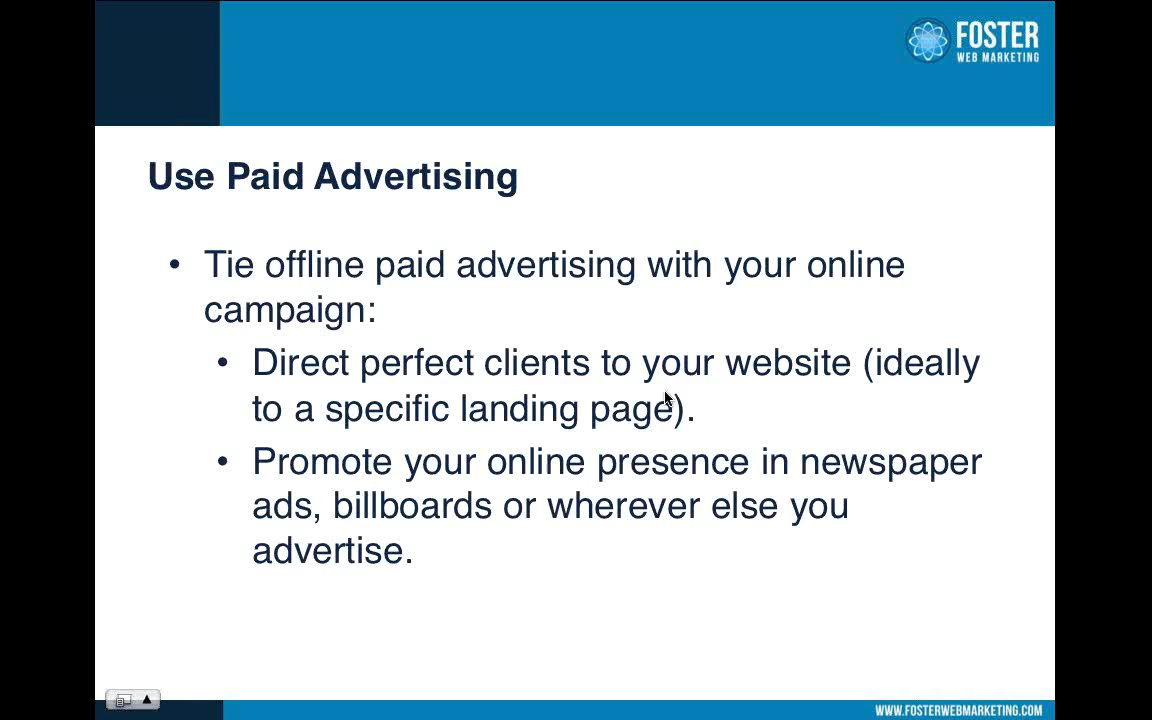 FOSTER
WEB MARKETING
Use Paid Advertising
• Tie offline paid advertising with your online
campaign:
• Direct perfect clients to your website (ideally
to a specific landing page).
• Promote your online presence in newspaper
ads, billboards or wherever else you
advertise.
WWW.FOSTERWEBMARKETING.COM